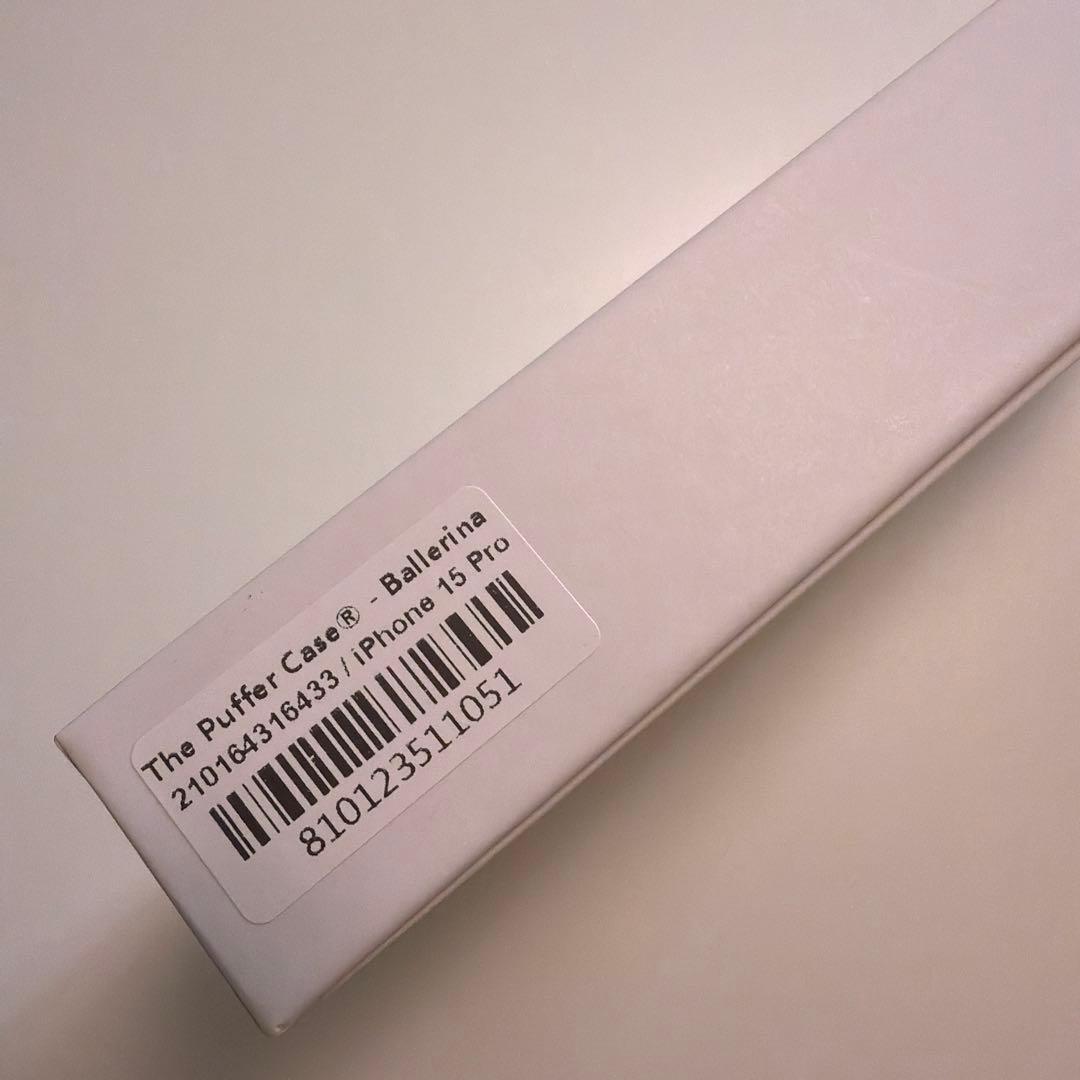 The Puffer Case® - Ballerina
210164316433 / iPhone 15 Pro
810123511051